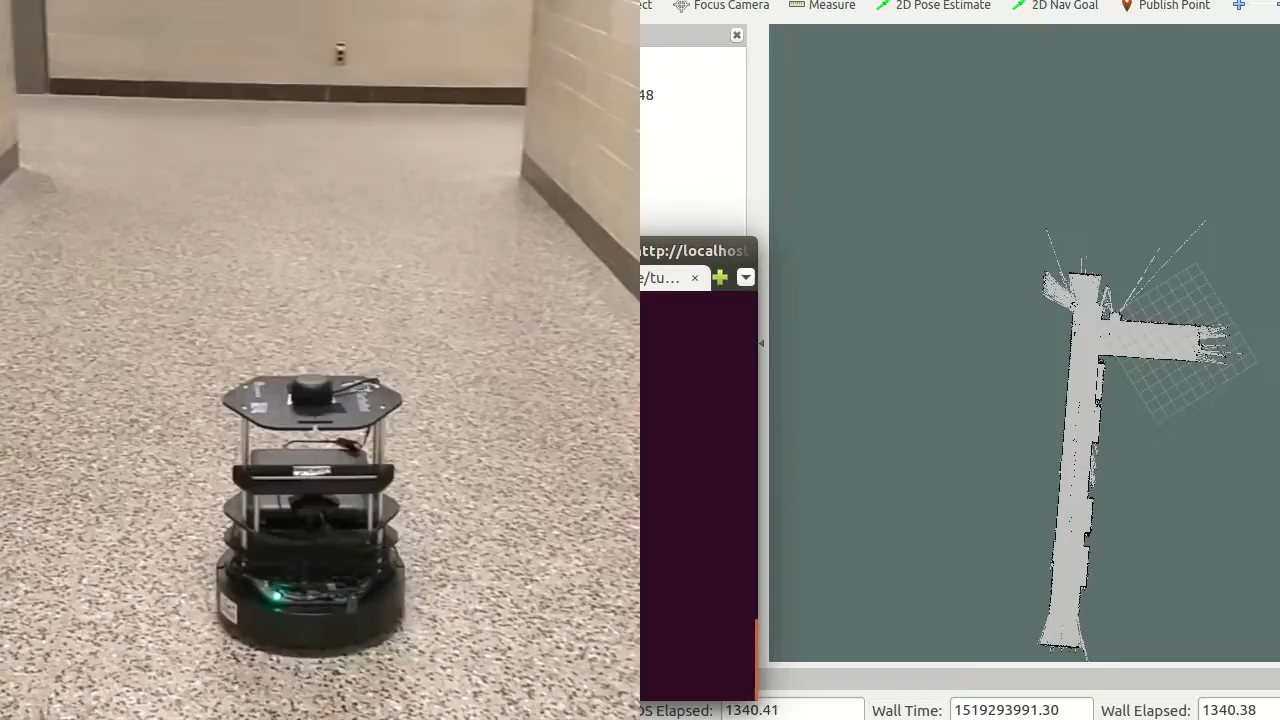 ct Focus Camera Measure 2D Pose Estimate 2D Nav Goal Publish Point
48
ttp://localhost
e/tu... ×
OS Elapsed: 1340.41 Wall Time: 1519293991.30 Wall Elapsed: 1340.38